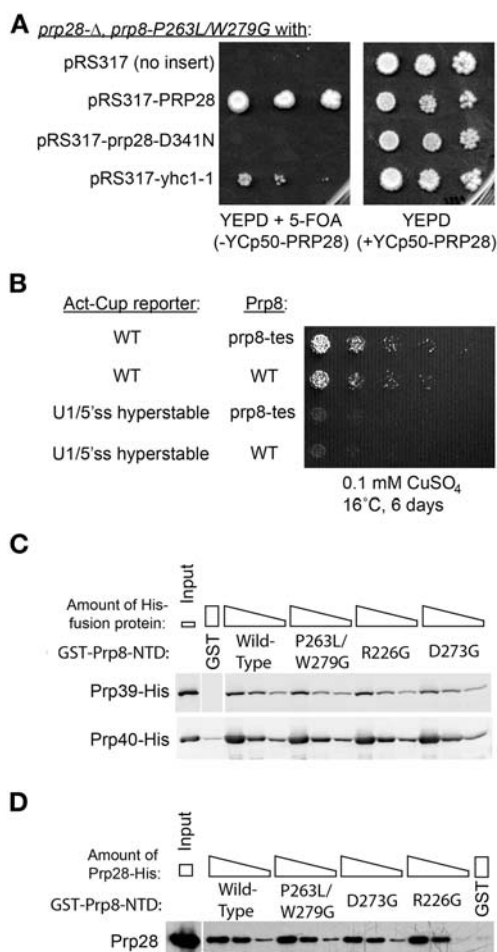 A prp28-Δ, prp8-P263L/W279G with:
pRS317 (no insert)
pRS317-PRP28
pRS317-prp28-D341N
pRS317-yhc1-1
YEPD + 5-FOA
(-YCp50-PRP28)
YEPD
(+YCp50-PRP28)
B
Act-Cup reporter: Prp8:
WT prp8-tes
WT WT
U1/5'ss hyperstable prp8-tes
U1/5'ss hyperstable WT
0.1 mM CuSO4
16˚C, 6 days
C
Amount of His-
fusion protein:
Input
GST
GST-Prp8-NTD:
Wild-
Type
P263L/
W279G
R226G
D273G
Prp39-His
Prp40-His
D
Amount of
Prp28-His:
Input
GST-Prp8-NTD:
Wild-
Type
P263L/
W279G
D273G
R226G
GST
Prp28